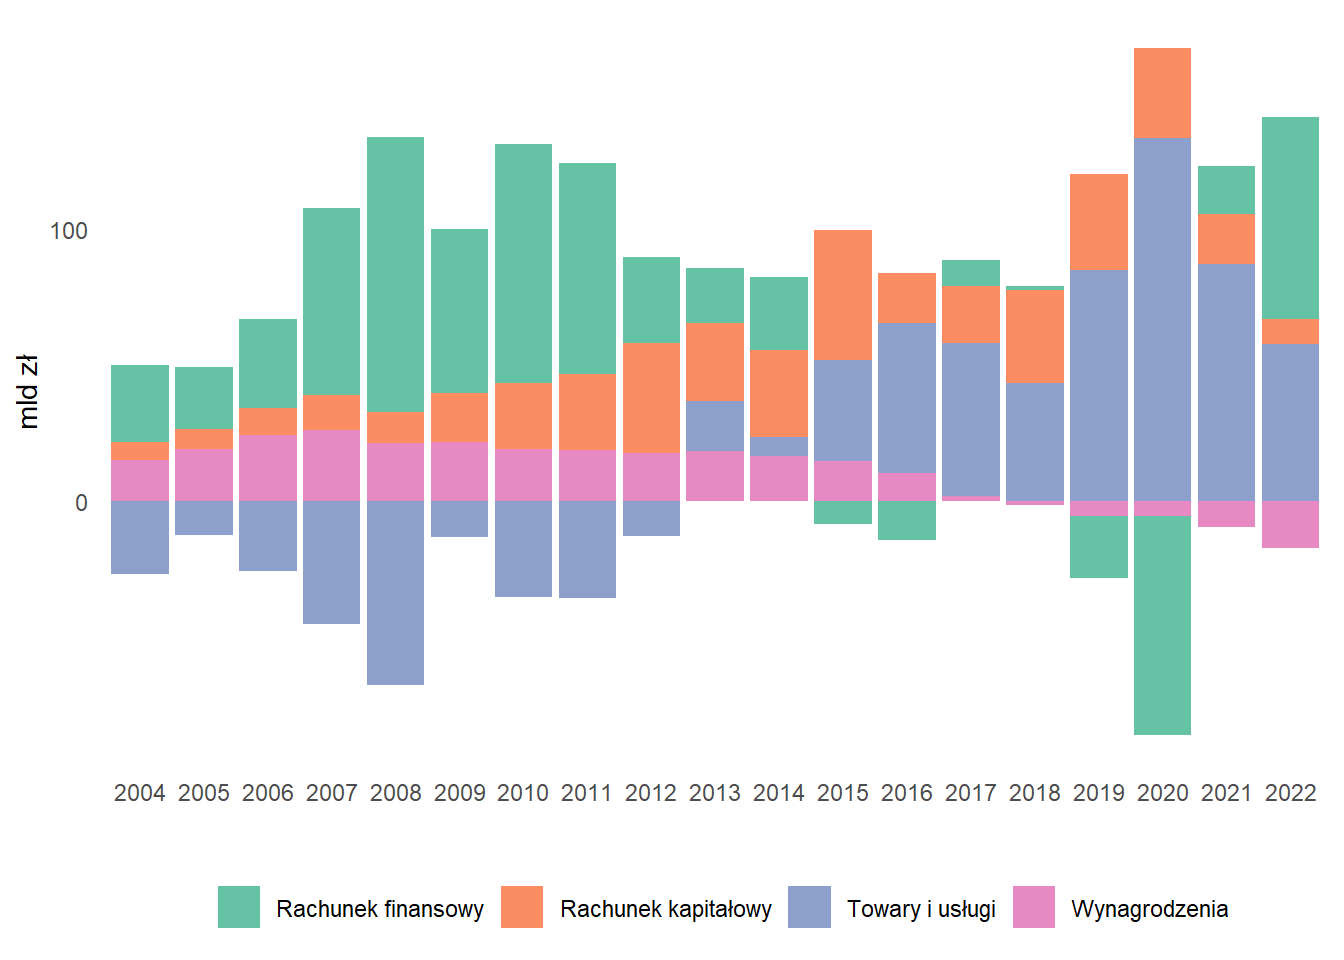 mld zł
100
0
2004 2005 2006 2007 2008 2009 2010 2011 2012 2013 2014 2015 2016 2017 2018 2019 2020 2021 2022
Rachunek finansowy Rachunek kapitałowy Towary i usługi Wynagrodzenia